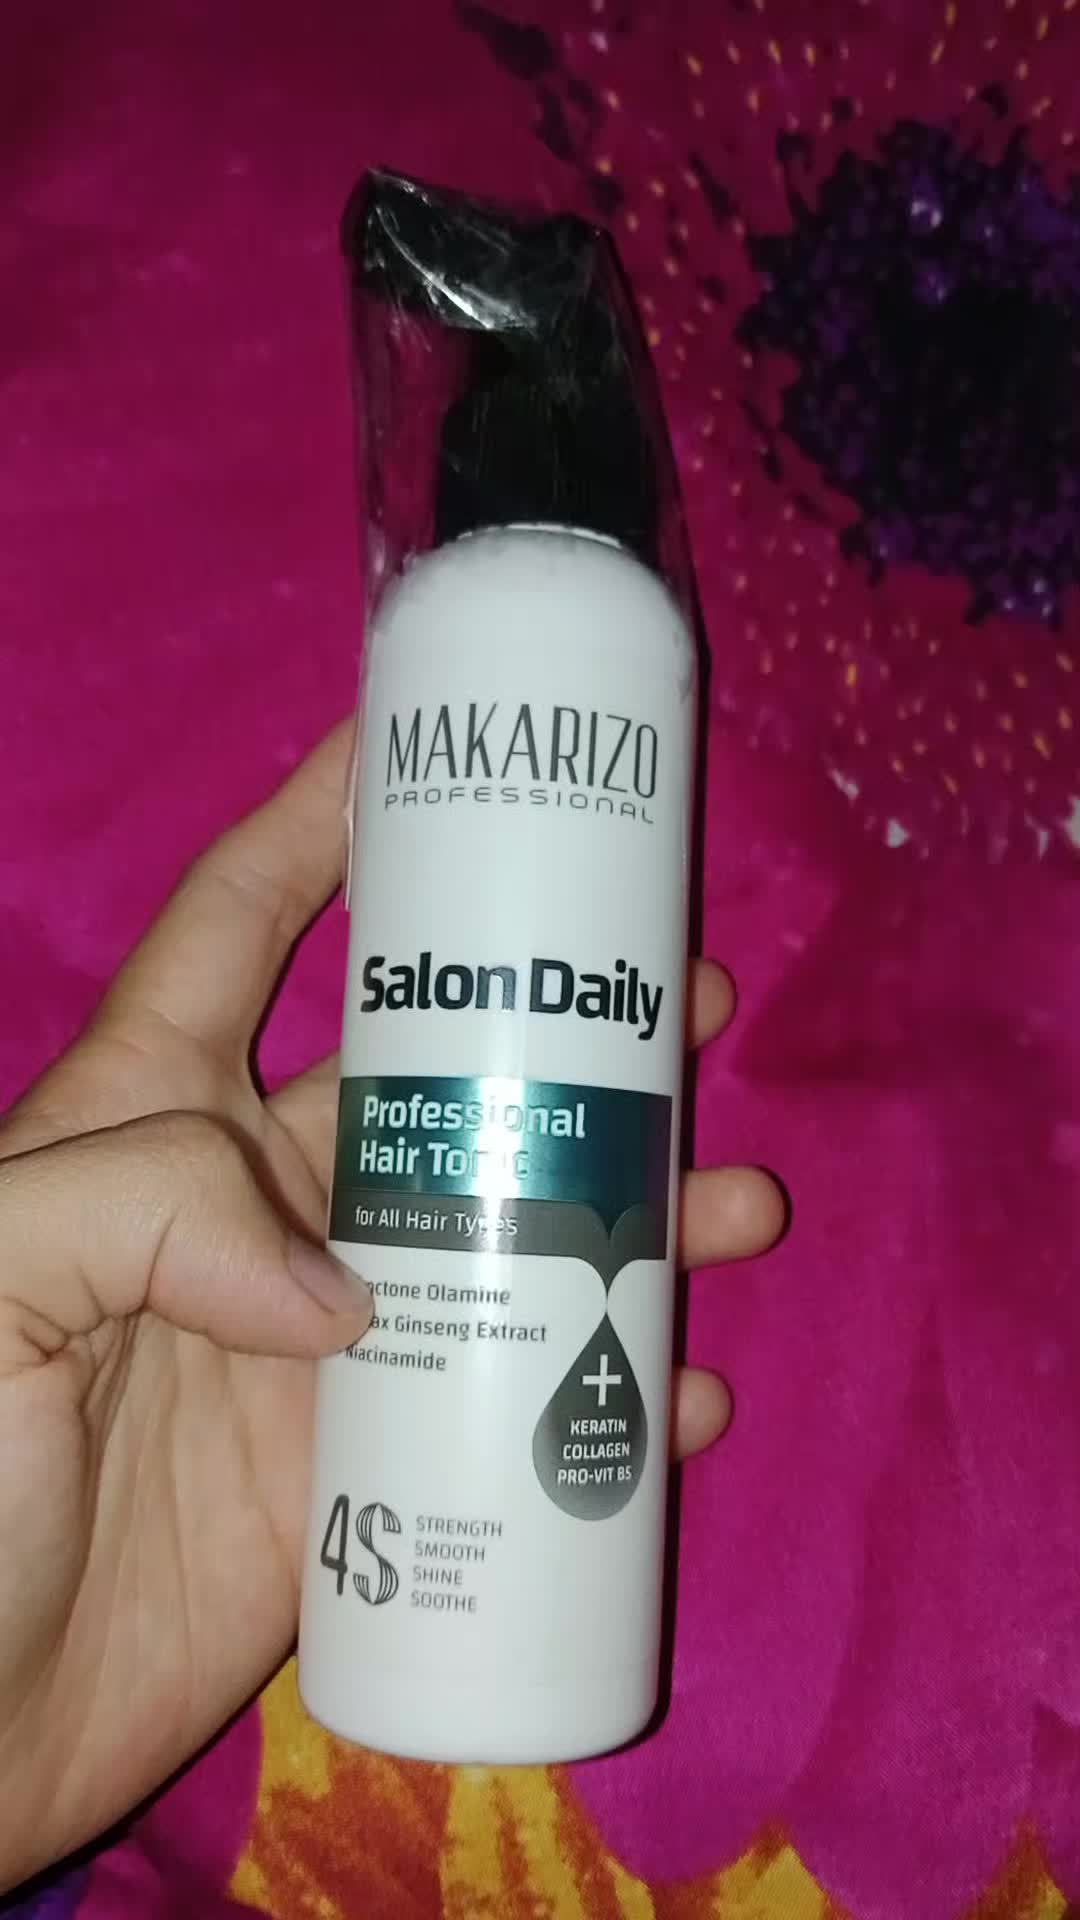 MAKARIZO
PROFESSIONAL
Salon Daily
Professional
Hair Tonic
for All Hair Types
Olamine
Ginseng Extract
Niacinamide
+
KERATIN
COLLAGEN
PRO-VIT B5
4S
STRENGTH
SMOOTH
SHINE
SOOTHE